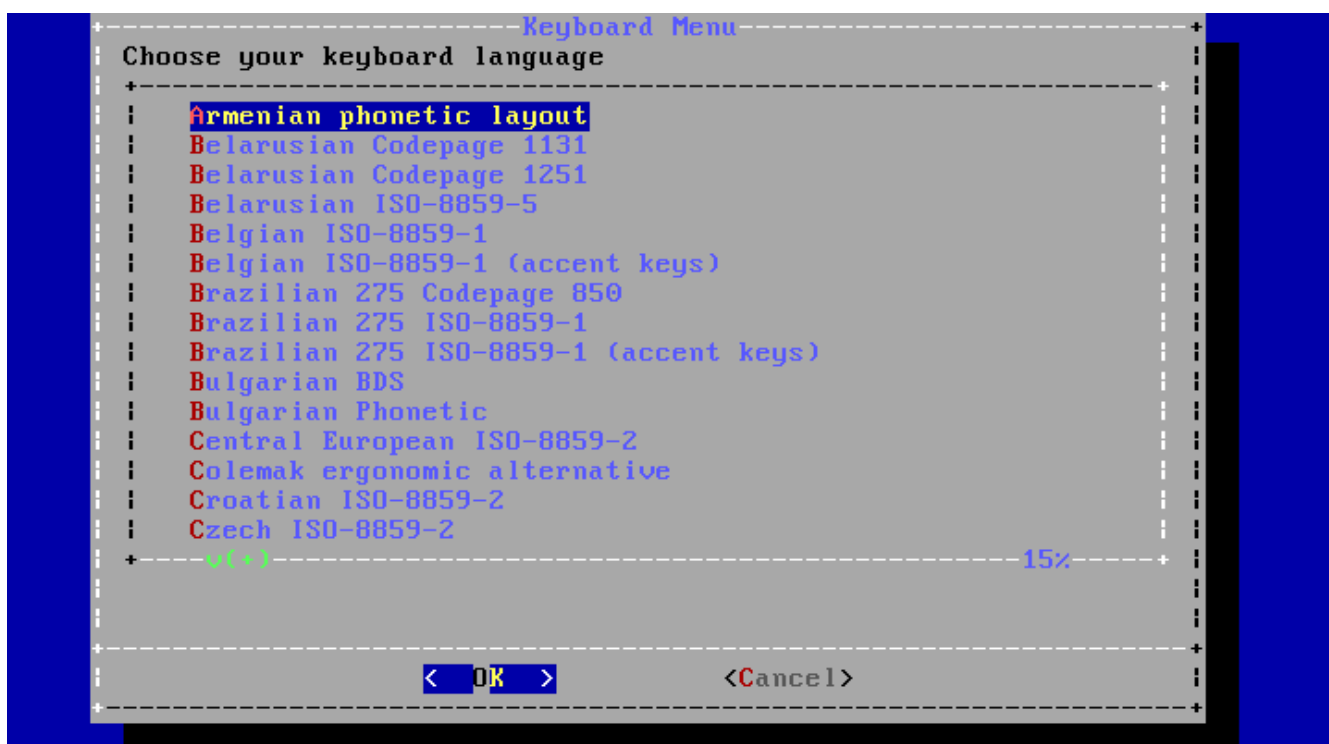 Keyboard Menu
Choose your keyboard language
Armenian phonetic layout
Belarusian Codepage 1131
Belarusian Codepage 1251
Belarusian ISO-8859-5
Belgian ISO-8859-1
Belgian ISO-8859-1 (accent keys)
Brazilian 275 Codepage 850
Brazilian 275 ISO-8859-1
Brazilian 275 ISO-8859-1 (accent keys)
Bulgarian BDS
Bulgarian Phonetic
Central European ISO-8859-2
Colemak ergonomic alternative
Croatian ISO-8859-2
Czech ISO-8859-2
v(+) 15%
< OK > <Cancel>